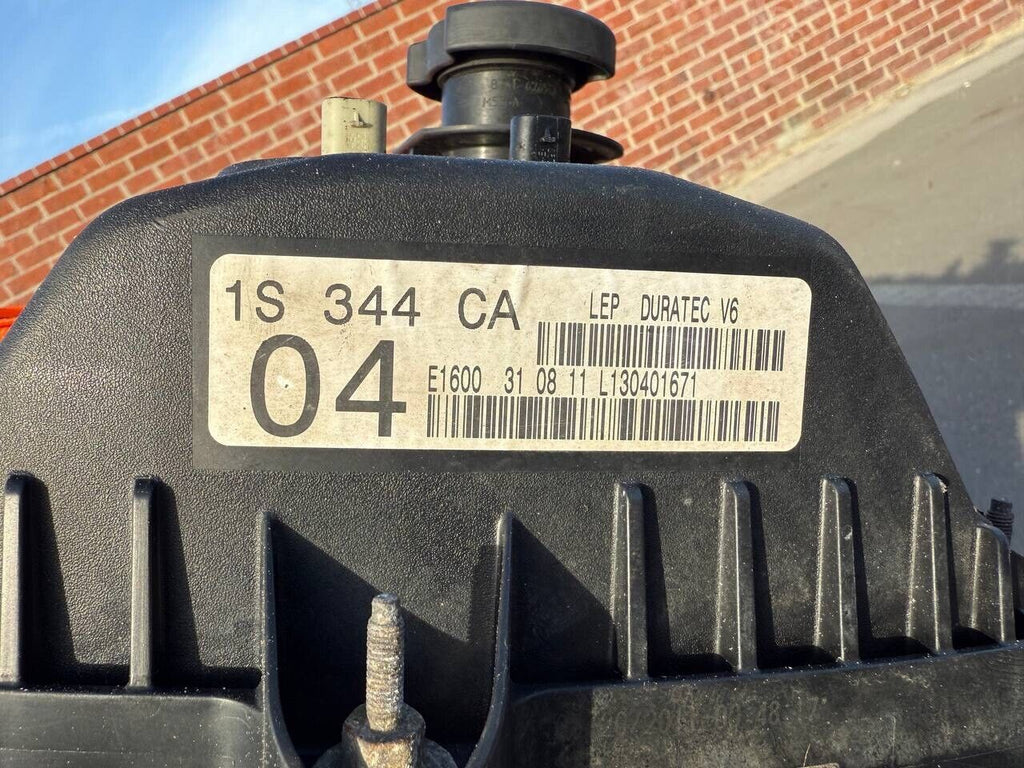 1S 344 CA
LEP DURATEC V6
04
E1600 31 08 11 L130401671